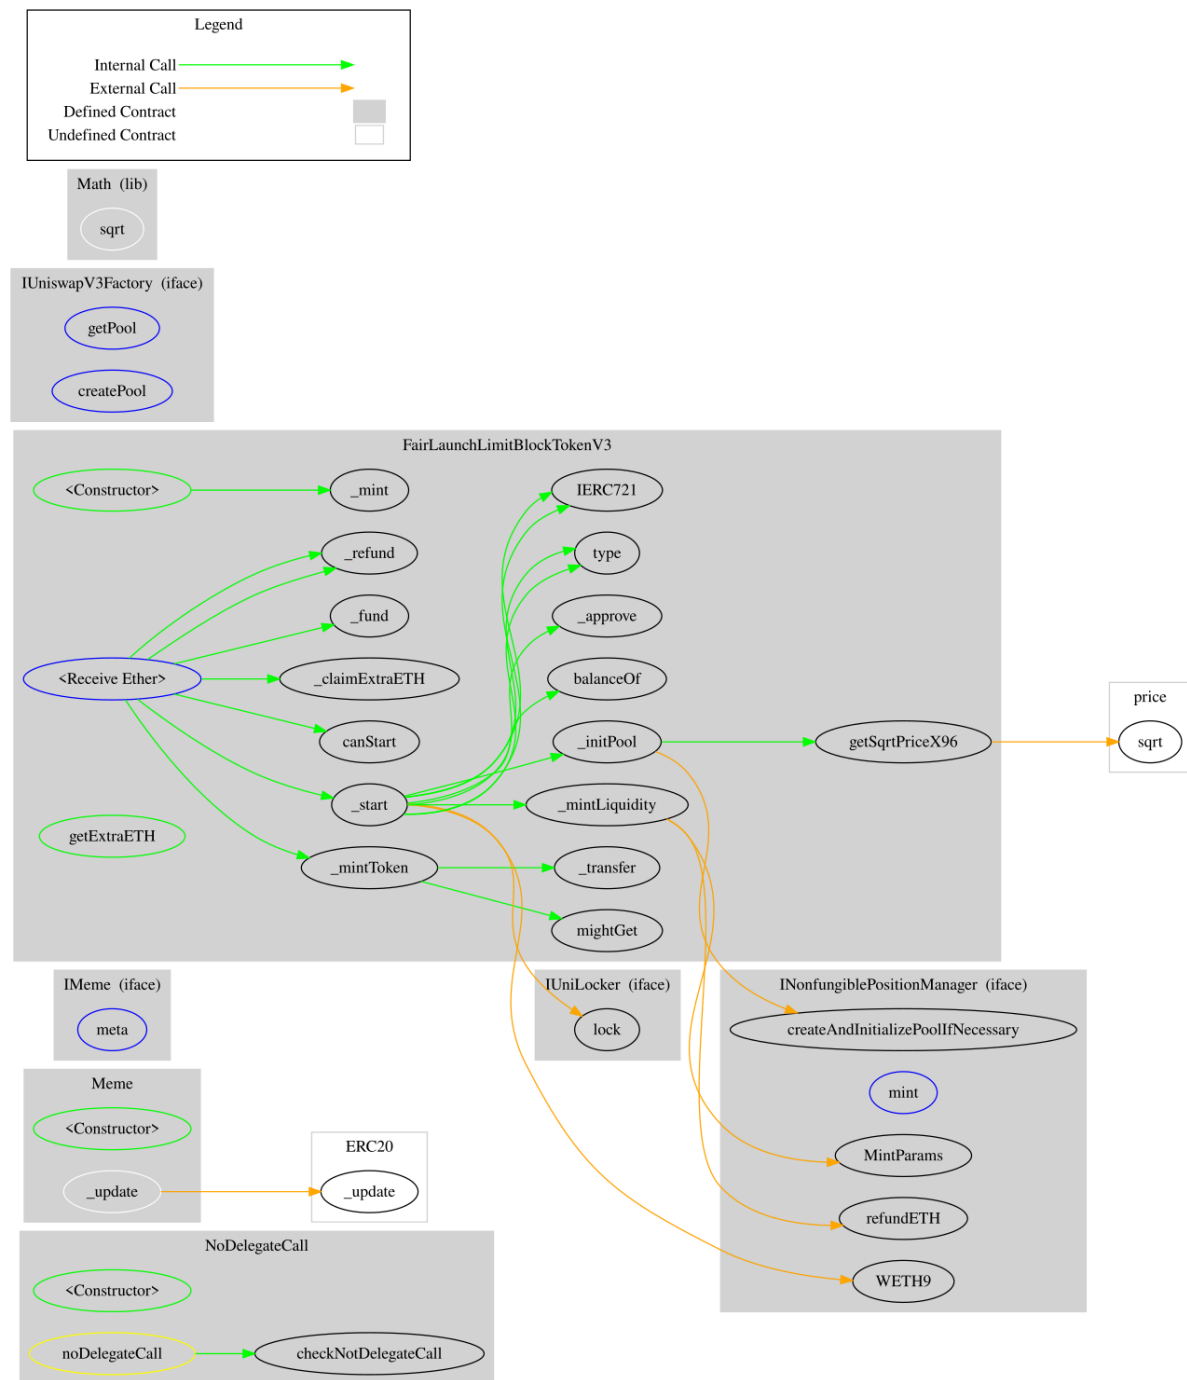 Legend
Internal Call
External Call
Defined Contract
Undefined Contract
Math (lib)
sqrt
IUniswapV3Factory (iface)
getPool
createPool
FairLaunchLimitBlockTokenV3
<Constructor>
_mint
IERC721
_refund
type
_fund
_approve
<Receive Ether>
_claimExtraETH
balanceOf
canStart
_initPool
getSqrtPriceX96
price
sqrt
_start
_mintLiquidity
getExtraETH
_mintToken
_transfer
mightGet
IMeme (iface)
meta
IUniLocker (iface)
lock
INonfungiblePositionManager (iface)
createAndInitializePoolIfNecessary
mint
MintParams
refundETH
WETH9
Meme
<Constructor>
_update
ERC20
_update
NoDelegateCall
<Constructor>
noDelegateCall
checkNotDelegateCall